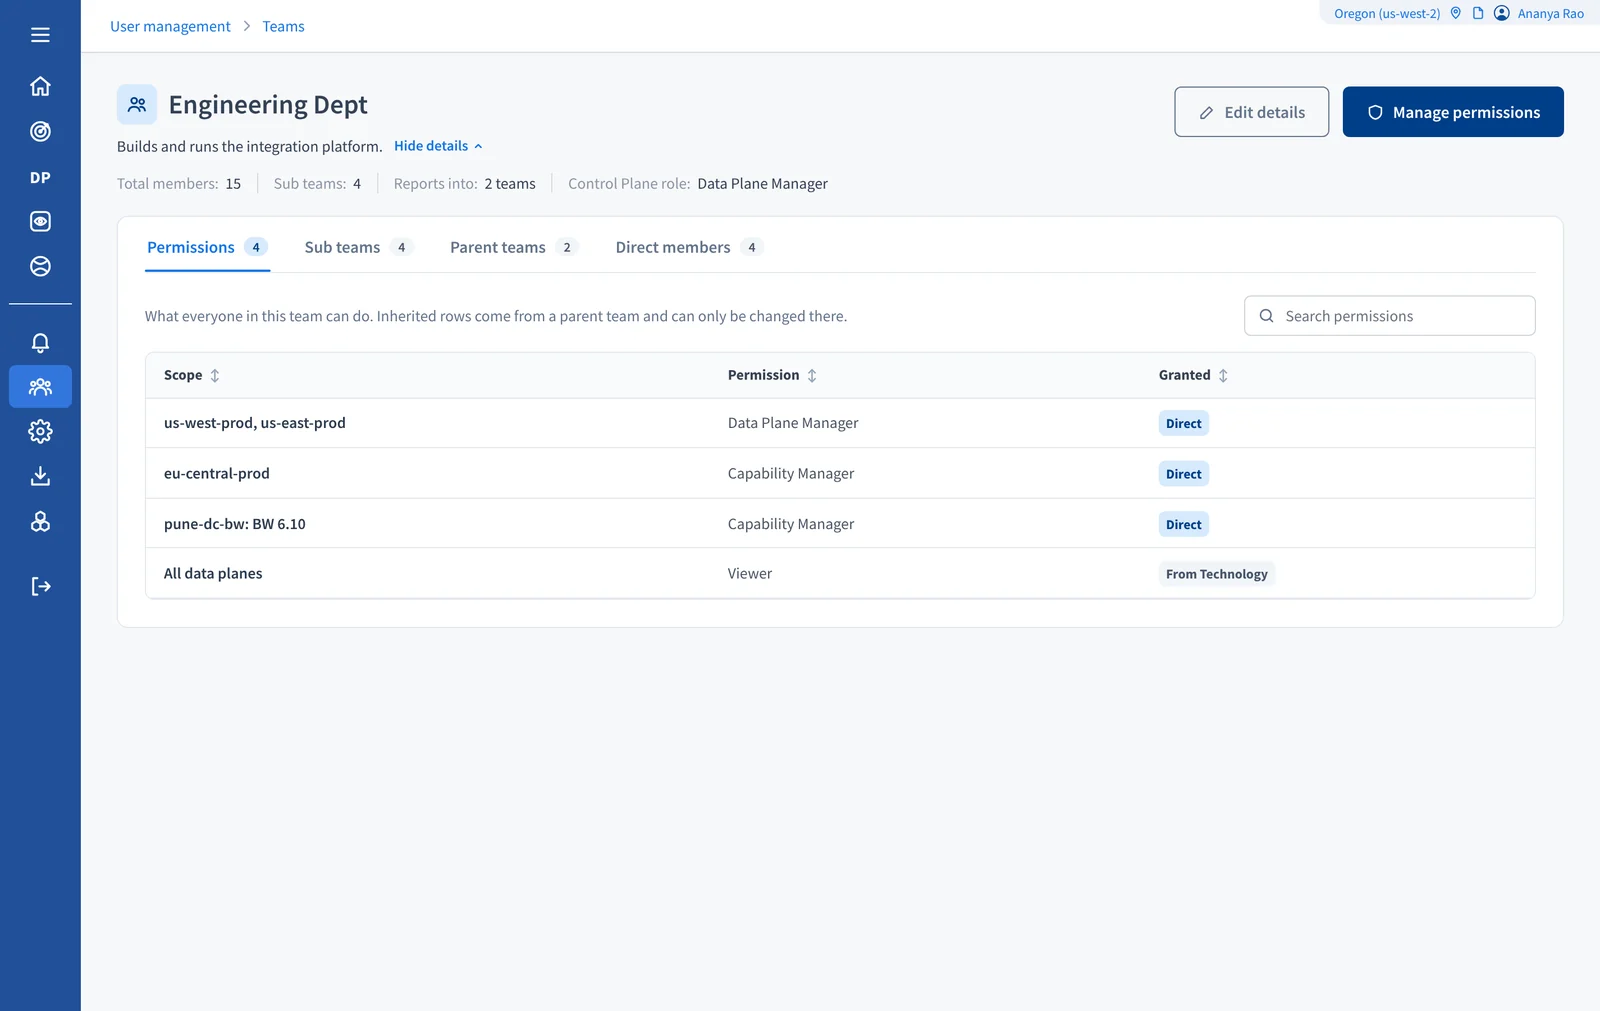 User management > Teams
Oregon (us-west-2) Ananya Rao
DP
Engineering Dept
Edit details
Manage permissions
Builds and runs the integration platform. Hide details
Total members: 15 Sub teams: 4 Reports into: 2 teams Control Plane role: Data Plane Manager
Permissions 4 Sub teams 4 Parent teams 2 Direct members 4
What everyone in this team can do. Inherited rows come from a parent team and can only be changed there.
Search permissions
Scope Permission Granted
us-west-prod, us-east-prod Data Plane Manager Direct
eu-central-prod Capability Manager Direct
pune-dc-bw: BW 6.10 Capability Manager Direct
All data planes Viewer From Technology